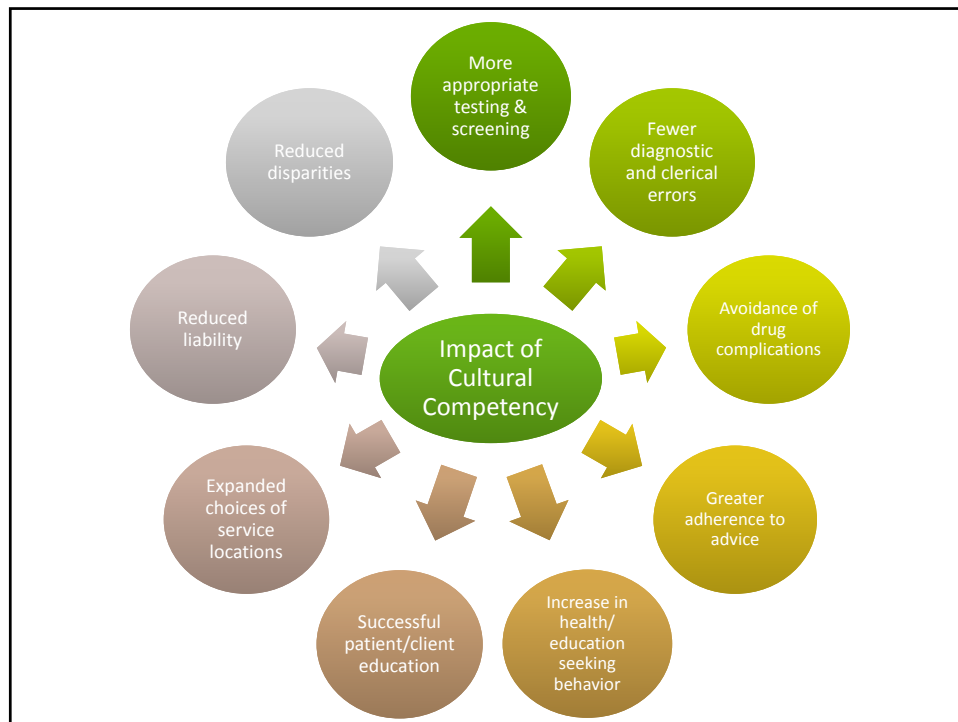 More
appropriate
testing &
screening
Fewer
diagnostic
and clerical
errors
Avoidance of
drug
complications
Greater
adherence to
advice
Increase in
health/
education
seeking
behavior
Successful
patient/client
education
Expanded
choices of
service
locations
Reduced
liability
Reduced
disparities
Impact of
Cultural
Competency